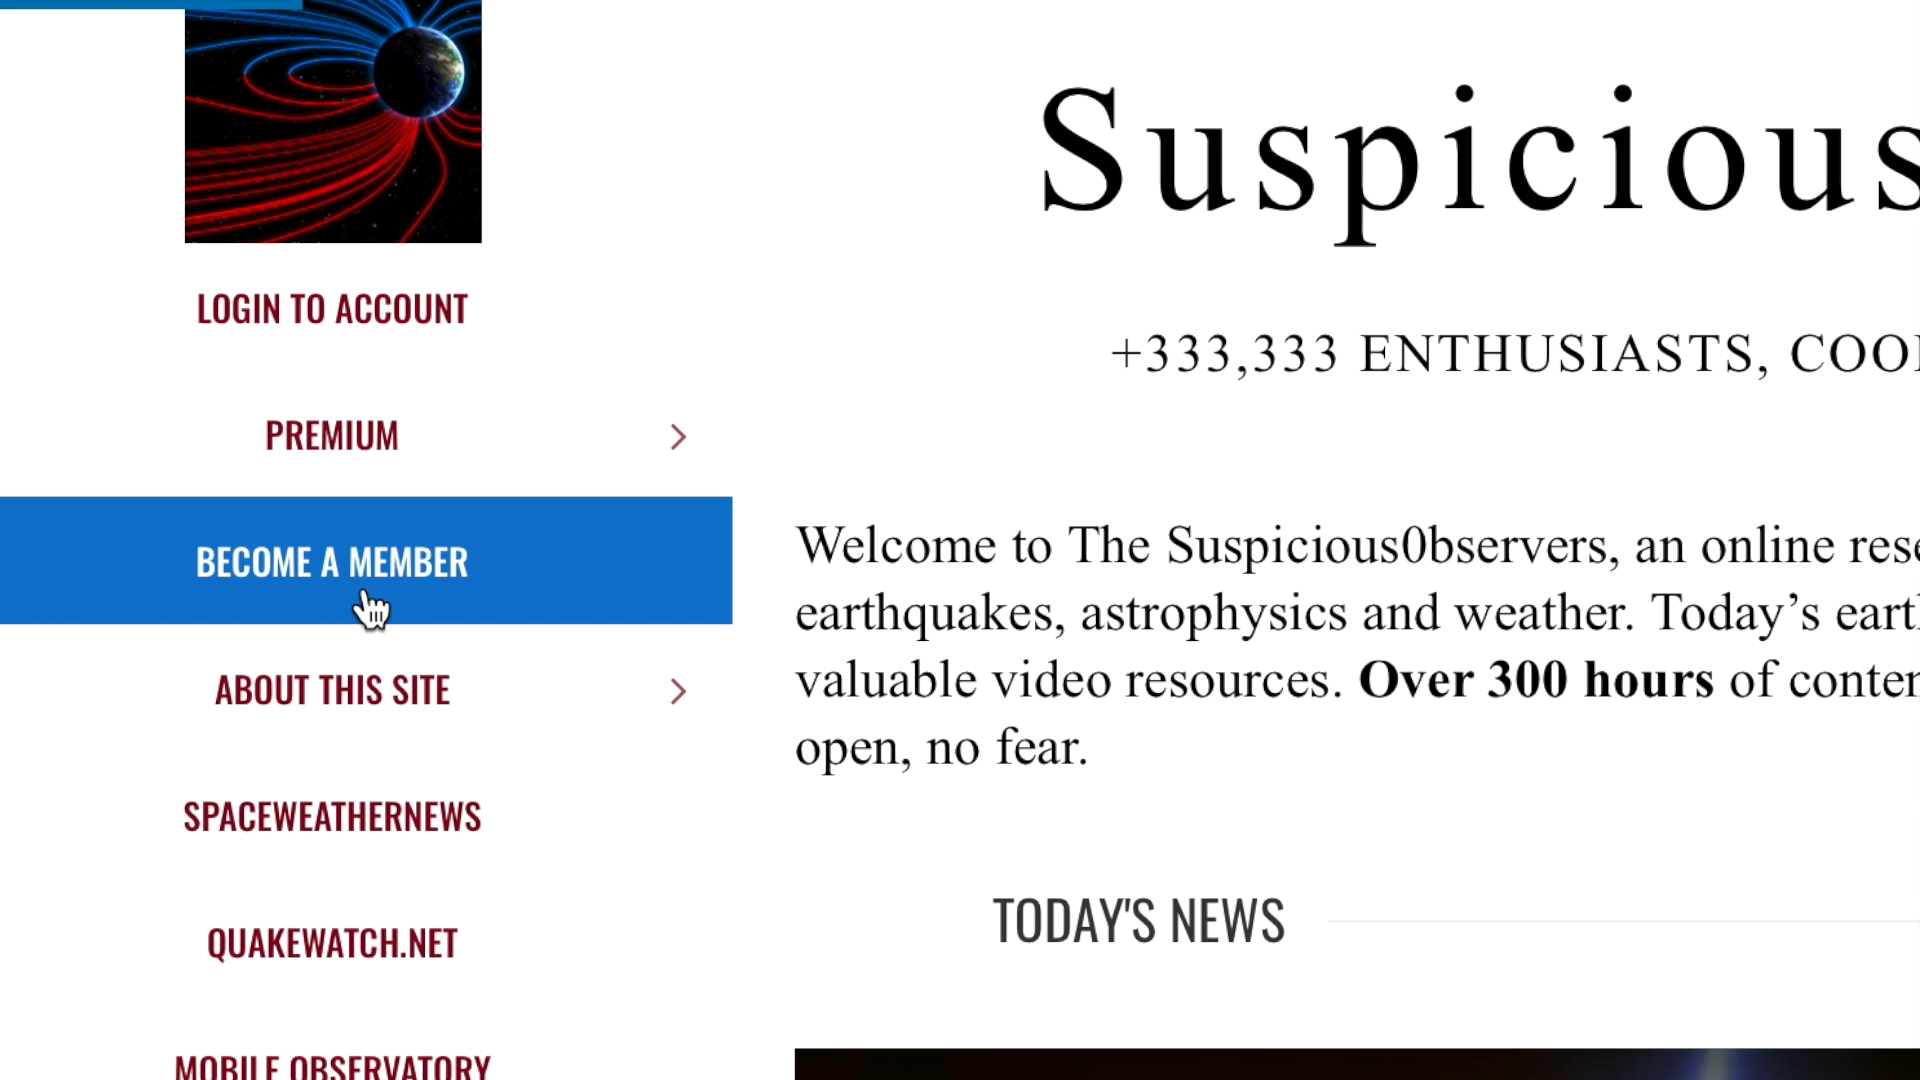 LOGIN TO ACCOUNT
PREMIUM
BECOME A MEMBER
ABOUT THIS SITE
SPACEWEATHERNEWS
QUAKEWATCH.NET
MOBILE OBSERVATORY
Suspicious
+333,333 ENTHUSIASTS,
Welcome to The Suspicious0bservers, an online
earthquakes, astrophysics and weather. Today’s
valuable video resources. Over 300 hours of
open, no fear.
TODAY'S NEWS